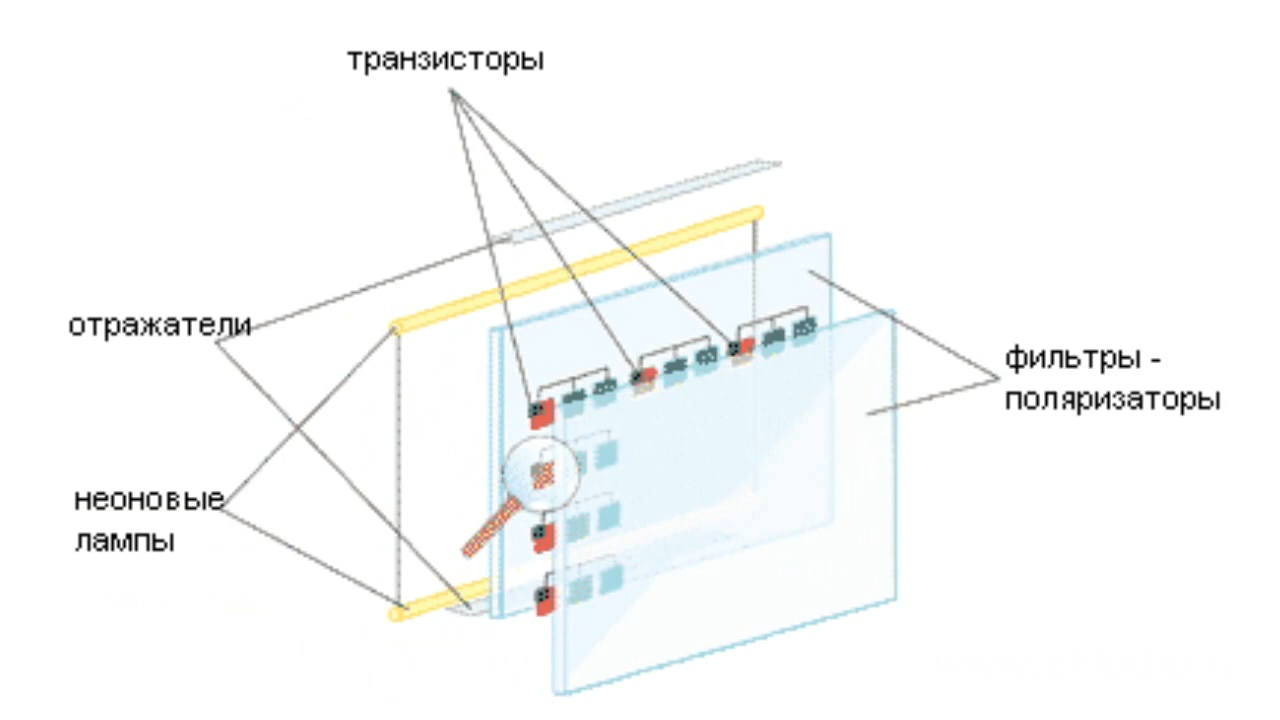 транзисторы
отражатели
фильтры -
поляризаторы
неоновые
лампы